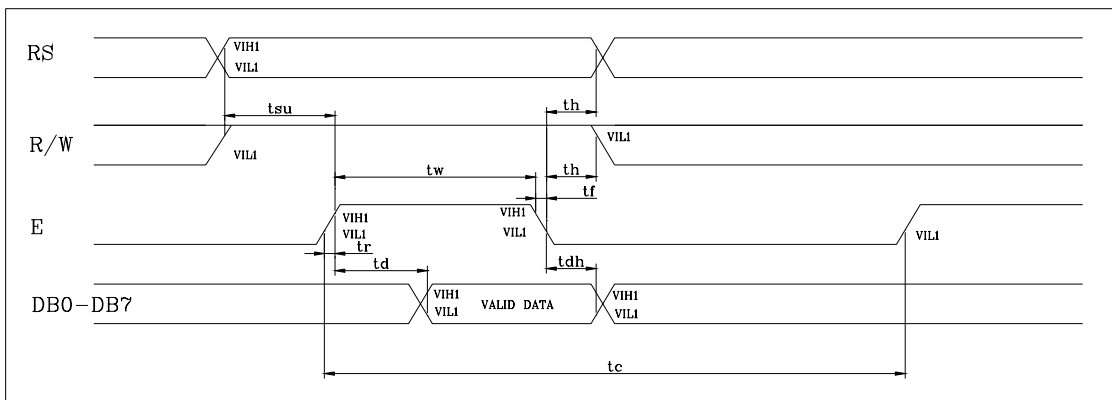 RS
VIH1
VIL1
tsu
th
R/W
VIL1
VIL1
tw
th
tf
E
VIH1
VIL1
VIH1
VIL1
VIL1
tr
td
tdh
DB0-DB7
VIH1
VIL1
VALID DATA
VIH1
VIL1
tc